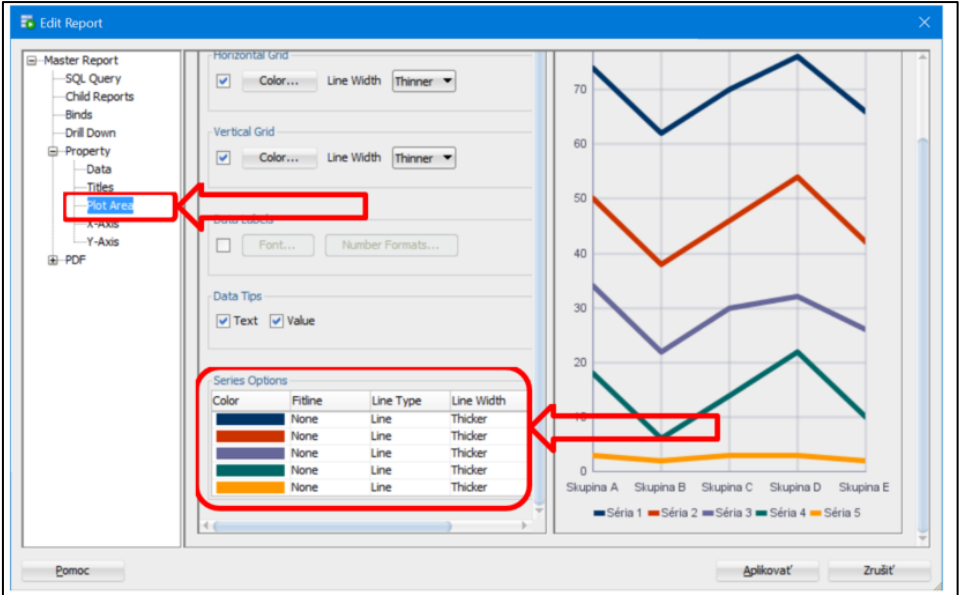 Edit Report
Master Report
SQL Query
Child Reports
Binds
Drill Down
Property
Data
Titles
Plot Area
X-Axis
Y-Axis
PDF
Horizontal Grid
Color... Line Width Thinner
Vertical Grid
Color... Line Width Thinner
Data Labels
Font... Number Formats...
Data Tips
Text Value
Series Options
Color Fitline Line Type Line Width
None Line Thicker
None Line Thicker
None Line Thicker
None Line Thicker
None Line Thicker
70
60
50
40
30
20
10
0
Skupina A Skupina B Skupina C Skupina D Skupina E
Séria 1 Séria 2 Séria 3 Séria 4 Séria 5
Pomoc Aplikovať Zrušiť